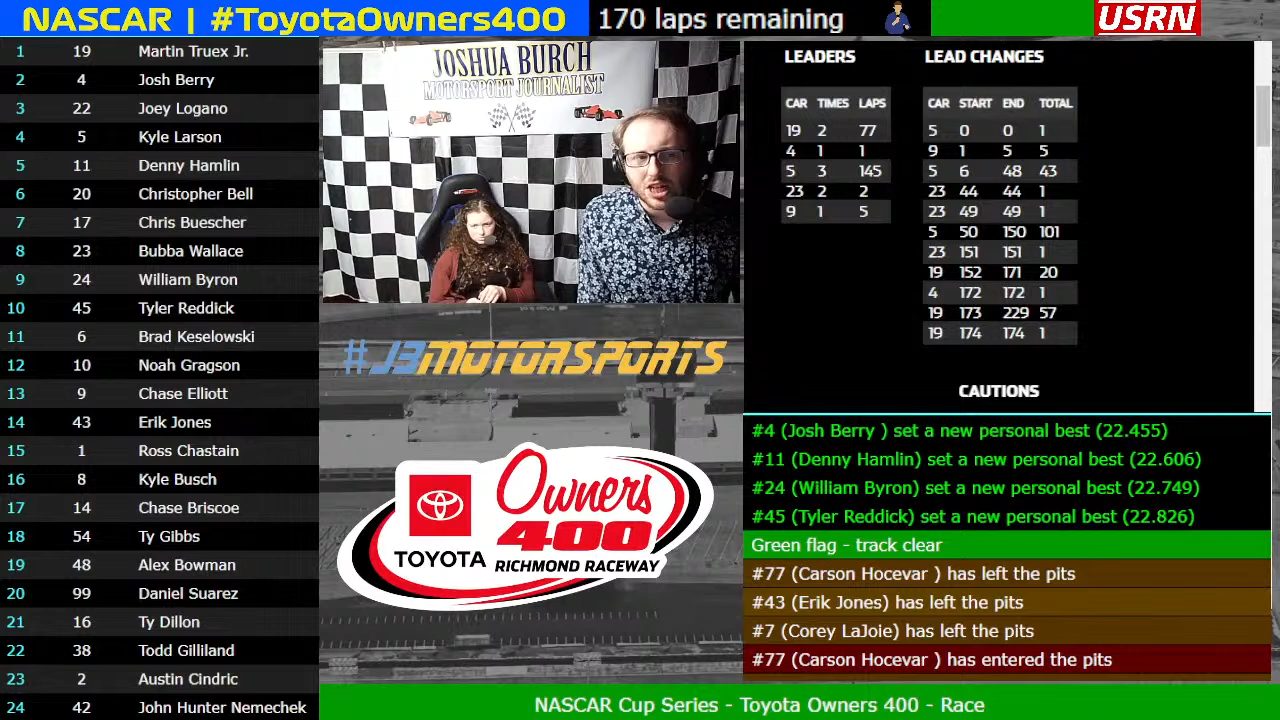 NASCAR | #ToyotaOwners400
170 laps remaining
USRN
1 19 Martin Truex Jr.
2 4 Josh Berry
3 22 Joey Logano
4 5 Kyle Larson
5 11 Denny Hamlin
6 20 Christopher Bell
7 17 Chris Buescher
8 23 Bubba Wallace
9 24 William Byron
10 45 Tyler Reddick
11 6 Brad Keselowski
12 10 Noah Gragson
13 9 Chase Elliott
14 43 Erik Jones
15 1 Ross Chastain
16 8 Kyle Busch
17 14 Chase Briscoe
18 54 Ty Gibbs
19 48 Alex Bowman
20 99 Daniel Suarez
21 16 Ty Dillon
22 38 Todd Gilliland
23 2 Austin Cindric
24 42 John Hunter Nemechek
JOSHUA BURCH
MOTORSPORT JOURNALIST
#JBMOTORSPORTS
TOYOTA
Owners
400
RICHMOND RACEWAY
LEADERS
CAR TIMES LAPS
19 2 77
4 1 1
5 3 145
23 2 2
9 1 5
LEAD CHANGES
CAR START END TOTAL
5 0 0 1
9 1 5 5
5 6 48 43
23 44 44 1
23 49 49 1
5 50 150 101
23 151 151 1
19 152 171 20
4 172 172 1
19 173 229 57
19 174 174 1
CAUTIONS
#4 (Josh Berry ) set a new personal best (22.455)
#11 (Denny Hamlin) set a new personal best (22.606)
#24 (William Byron) set a new personal best (22.749)
#45 (Tyler Reddick) set a new personal best (22.826)
Green flag - track clear
#77 (Carson Hocevar ) has left the pits
#43 (Erik Jones) has left the pits
#7 (Corey LaJoie) has left the pits
#77 (Carson Hocevar ) has entered the pits
NASCAR Cup Series - Toyota Owners 400 - Race